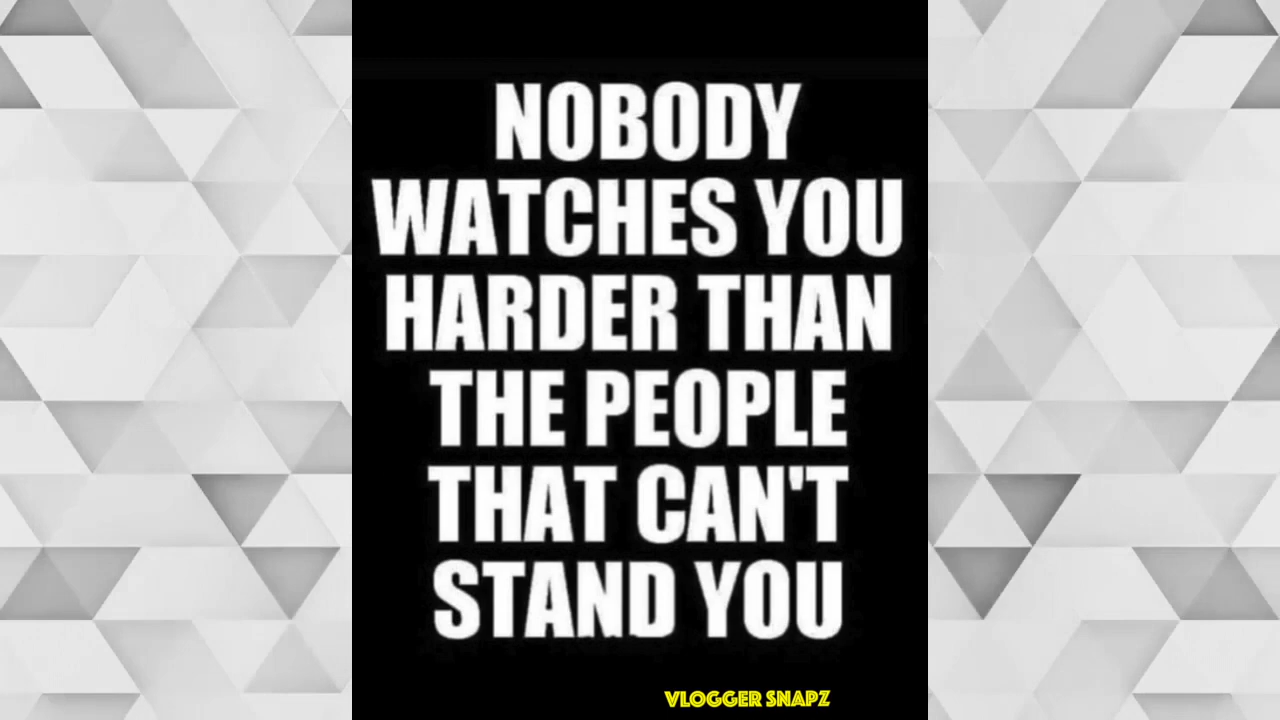 NOBODY
WATCHES YOU
HARDER THAN
THE PEOPLE
THAT CAN'T
STAND YOU
VLOGGER SNAPZ